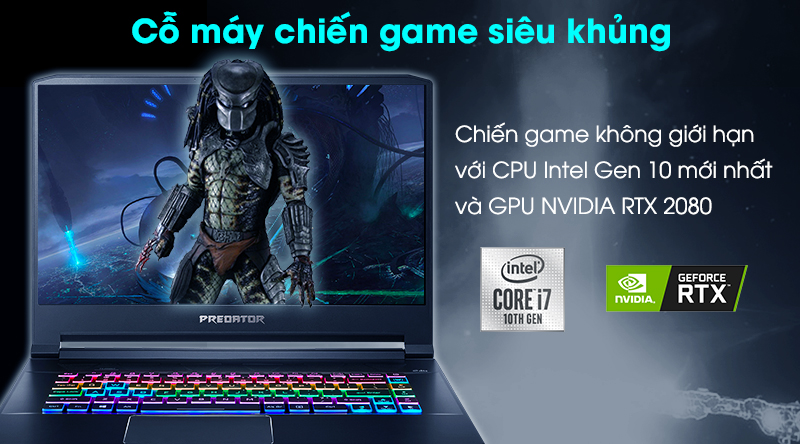 Cỗ máy chiến game siêu khủng
Chiến game không giới hạn
với CPU Intel Gen 10 mới nhất
và GPU NVIDIA RTX 2080
intel
CORE i7
10TH GEN
NVIDIA.
GEFORCE
RTX™
PREDATOR